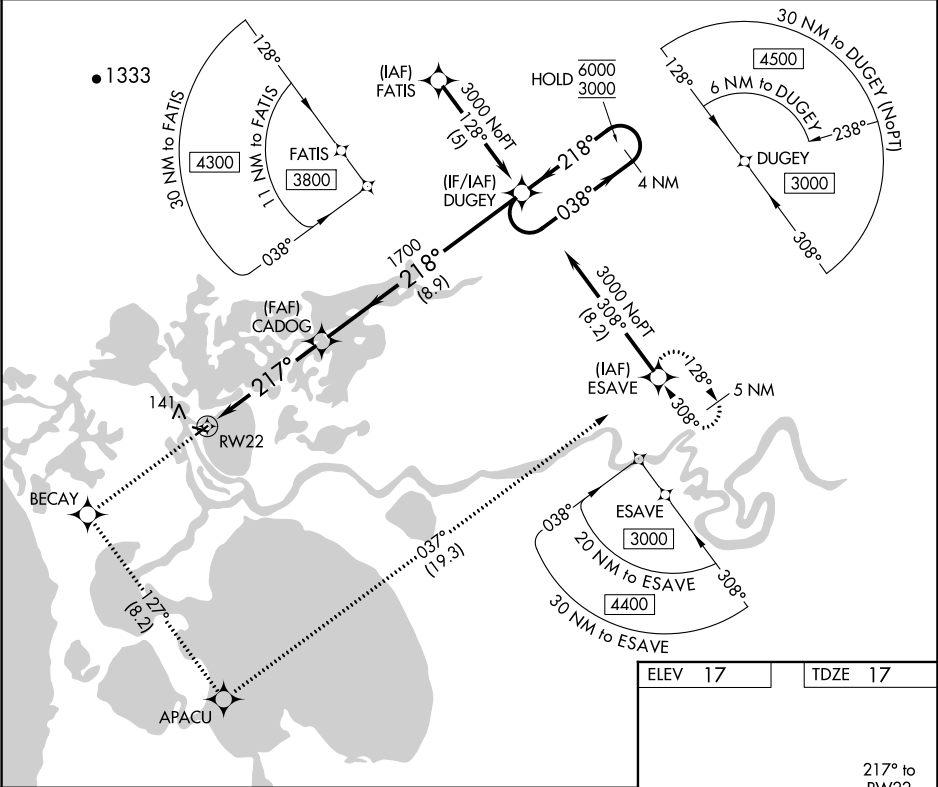 1333
128°
30 NM to FATIS
4300
11 NM to FATIS
FATIS
3800
038°
(IAF)
FATIS
3000 NoPT
128°
(5)
HOLD 6000
3000
218°
038°
4 NM
(IF/IAF)
DUGEY
30 NM to DUGEY (NoPT)
4500
128°
6 NM to DUGEY
238°
DUGEY
3000
308°
1700
218°
(8.9)
(FAF)
CADOG
217°
141
RW22
3000 NoPT
308°
(8.2)
(IAF)
ESAVE
128°
308°
5 NM
BECAY
127°
(8.2)
APACU
037°
(19.3)
038°
ESAVE
3000
20 NM to ESAVE
308°
4400
30 NM to ESAVE
ELEV 17
TDZE 17
217° to
RW22